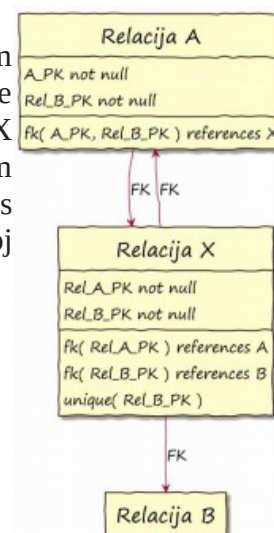 Relacija A
A_PK not null
Rel_B_PK not null
fk( A_PK, Rel_B_PK ) references X
FK
FK
Relacija X
Rel_A_PK not null
Rel_B_PK not null
fk( Rel_A_PK ) references A
fk( Rel_B_PK ) references B
unique( Rel_B_PK )
FK
Relacija B